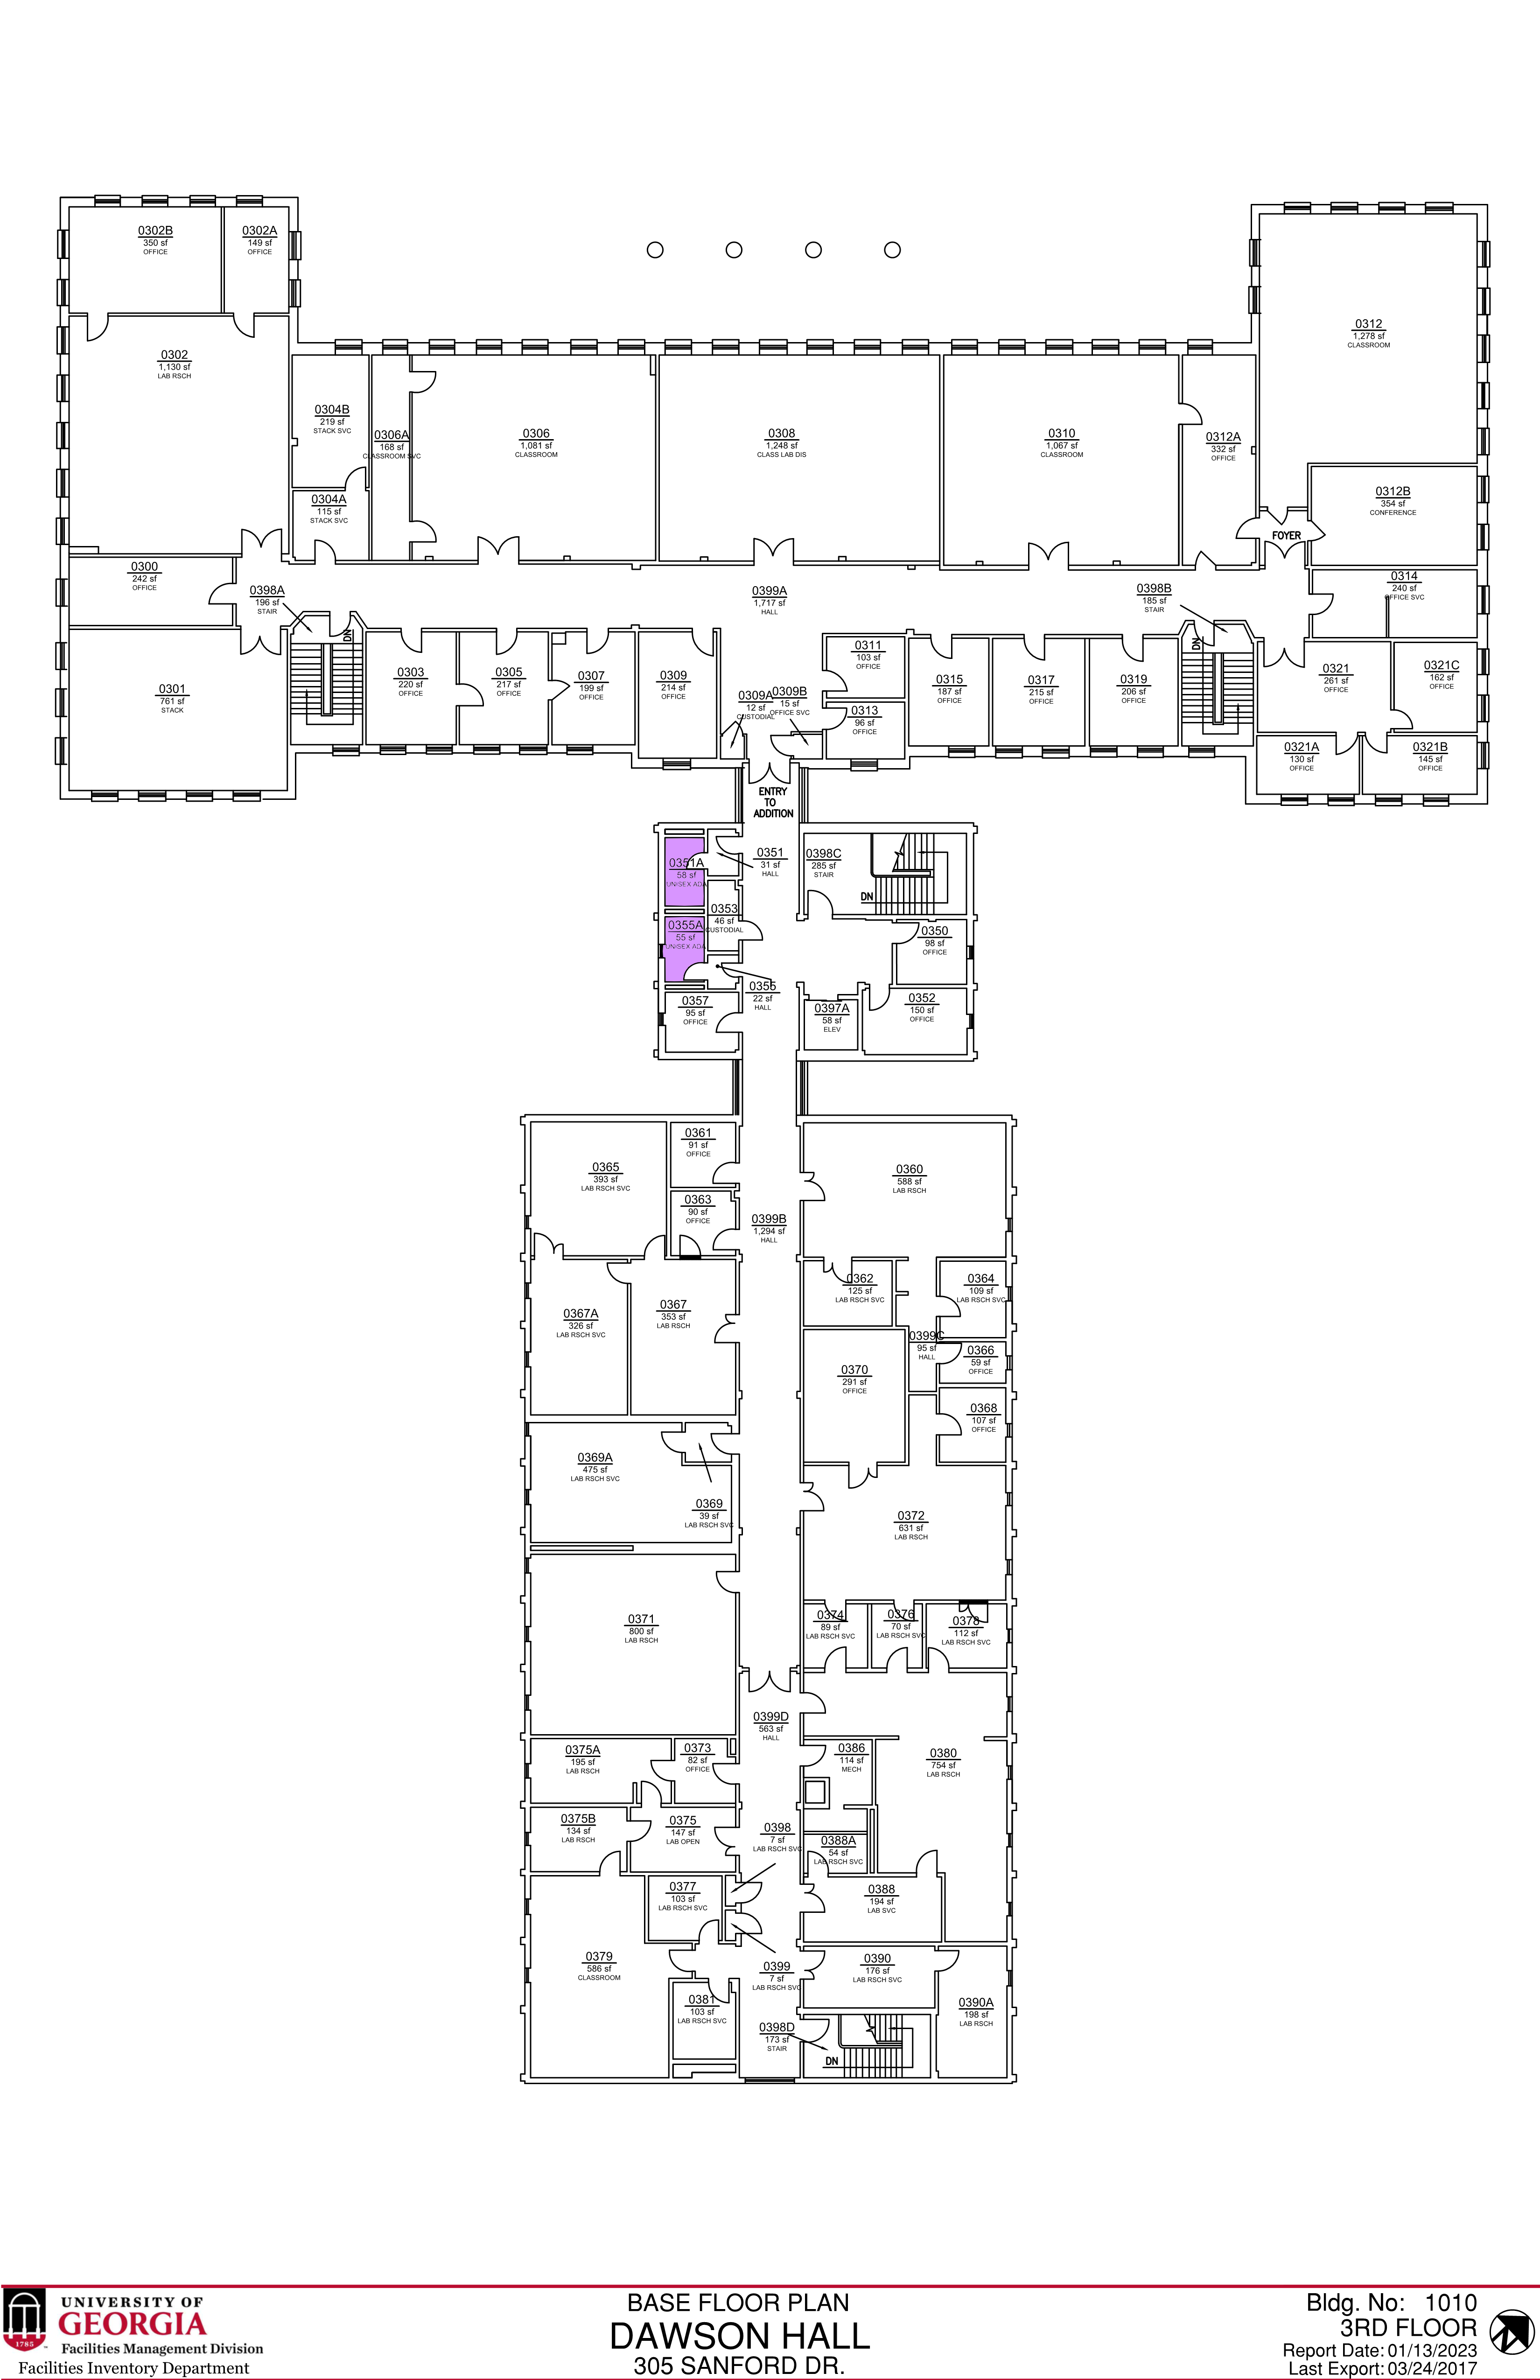 0302B
350 sf
OFFICE
0302A
149 sf
OFFICE
0302
1,130 sf
LAB RSCH
0304B
219 sf
STACK SVC
0304A
115 sf
STACK SVC
0306A
168 sf
CLASSROOM SVC
0306
1,081 sf
CLASSROOM
0308
1,248 sf
CLASS LAB DIS
0310
1,067 sf
CLASSROOM
0312A
332 sf
OFFICE
0312
1,278 sf
CLASSROOM
0312B
354 sf
CONFERENCE
FOYER
0300
242 sf
OFFICE
0398A
196 sf
STAIR
0399A
1,717 sf
HALL
0398B
185 sf
STAIR
0314
240 sf
OFFICE SVC
DN
DN
0301
761 sf
STACK
0303
220 sf
OFFICE
0305
217 sf
OFFICE
0307
199 sf
OFFICE
0309
214 sf
OFFICE
0309A
12 sf
CUSTODIAL
0309B
15 sf
OFFICE SVC
0311
103 sf
OFFICE
0313
96 sf
OFFICE
0315
187 sf
OFFICE
0317
215 sf
OFFICE
0319
206 sf
OFFICE
0321
261 sf
OFFICE
0321C
162 sf
OFFICE
0321A
130 sf
OFFICE
0321B
145 sf
OFFICE
ENTRY
TO
ADDITION
0351A
58 sf
UNISEX ADA
0351
31 sf
HALL
0398C
285 sf
STAIR
DN
0353
46 sf
CUSTODIAL
0355A
55 sf
UNISEX ADA
0350
98 sf
OFFICE
0355
22 sf
HALL
0357
95 sf
OFFICE
0397A
58 sf
ELEV
0352
150 sf
OFFICE
0361
91 sf
OFFICE
0365
393 sf
LAB RSCH SVC
0363
90 sf
OFFICE
0360
588 sf
LAB RSCH
0399B
1,294 sf
HALL
0362
125 sf
LAB RSCH SVC
0364
109 sf
LAB RSCH SVC
0367A
326 sf
LAB RSCH SVC
0367
353 sf
LAB RSCH
0399C
95 sf
HALL
0366
59 sf
OFFICE
0370
291 sf
OFFICE
0368
107 sf
OFFICE
0369A
475 sf
LAB RSCH SVC
0369
39 sf
LAB RSCH SVC
0372
631 sf
LAB RSCH
0371
800 sf
LAB RSCH
0374
89 sf
LAB RSCH SVC
0376
70 sf
LAB RSCH SVC
0378
112 sf
LAB RSCH SVC
0399D
563 sf
HALL
0375A
195 sf
LAB RSCH
0373
82 sf
OFFICE
0386
114 sf
MECH
0380
754 sf
LAB RSCH
0375B
134 sf
LAB RSCH
0375
147 sf
LAB OPEN
0398
7 sf
LAB RSCH SVC
0388A
54 sf
LAB RSCH SVC
0377
103 sf
LAB RSCH SVC
0388
194 sf
LAB SVC
0379
586 sf
CLASSROOM
0399
7 sf
LAB RSCH SVC
0390
176 sf
LAB RSCH SVC
0381
103 sf
LAB RSCH SVC
0390A
198 sf
LAB RSCH
0398D
173 sf
STAIR
DN
1785
UNIVERSITY OF
GEORGIA
Facilities Management Division
Facilities Inventory Department
BASE FLOOR PLAN
DAWSON HALL
305 SANFORD DR.
Bldg. No: 1010
3RD FLOOR
Report Date: 01/13/2023
Last Export: 03/24/2017